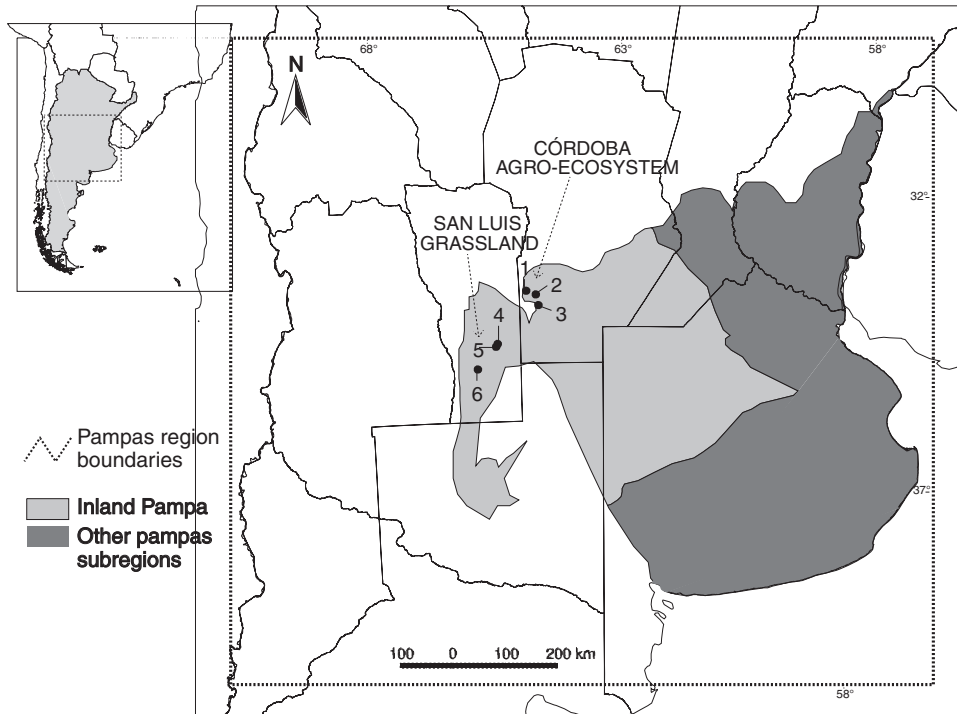 68°
63°
58°
N
CÓRDOBA
AGRO-ECOSYSTEM
32°
SAN LUIS
GRASSLAND
1
2
3
4
5
6
Pampas region
boundaries
37°
Inland Pampa
Other pampas
subregions
100 0 100 200 km
58°